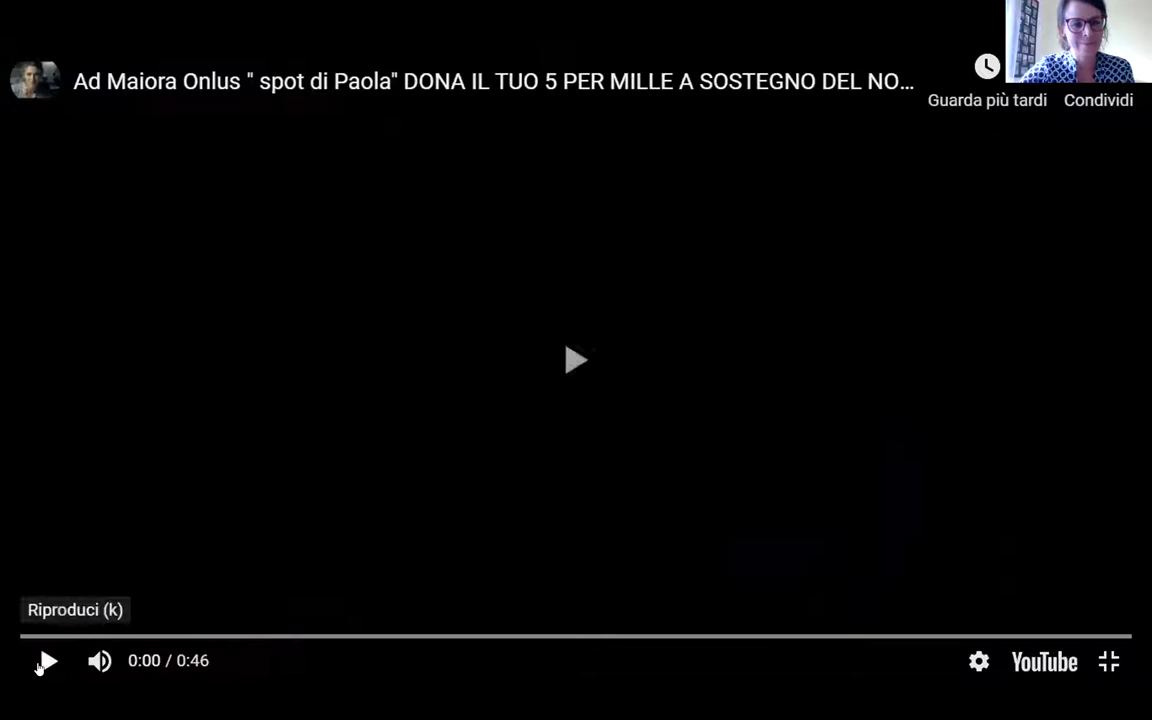 Ad Maiora Onlus " spot di Paola" DONA IL TUO 5 PER MILLE A SOSTEGNO DEL NO...
Guarda più tardi Condividi
Riproduci (k)
0:00 / 0:46
YouTube